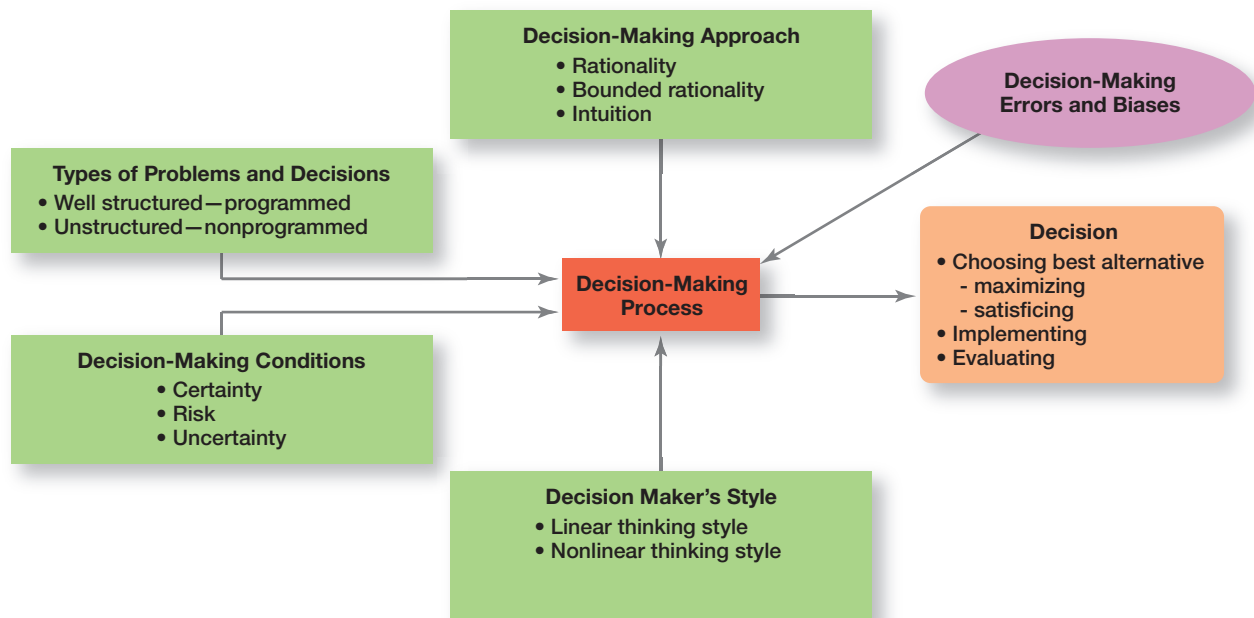 Decision-Making Approach
• Rationality
• Bounded rationality
• Intuition
Decision-Making
Errors and Biases
Types of Problems and Decisions
• Well structured—programmed
• Unstructured—nonprogrammed
Decision-Making
Process
Decision
• Choosing best alternative
- maximizing
- satisficing
• Implementing
• Evaluating
Decision-Making Conditions
• Certainty
• Risk
• Uncertainty
Decision Maker’s Style
• Linear thinking style
• Nonlinear thinking style